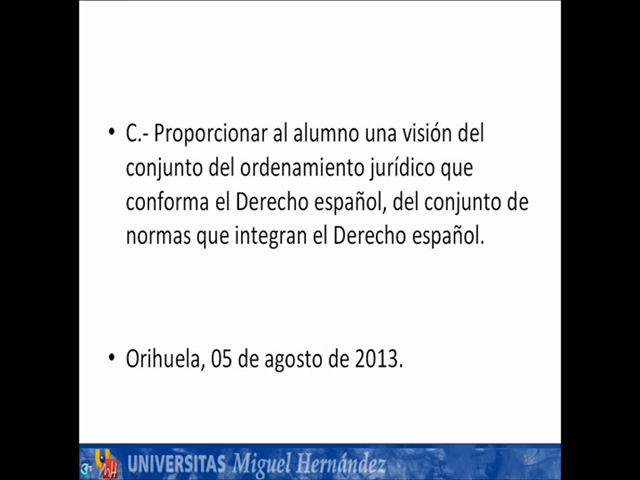 • C.- Proporcionar al alumno una visión del
conjunto del ordenamiento jurídico que
conforma el Derecho español, del conjunto de
normas que integran el Derecho español.
• Orihuela, 05 de agosto de 2013.
UNIVERSITAS Miguel Hernández